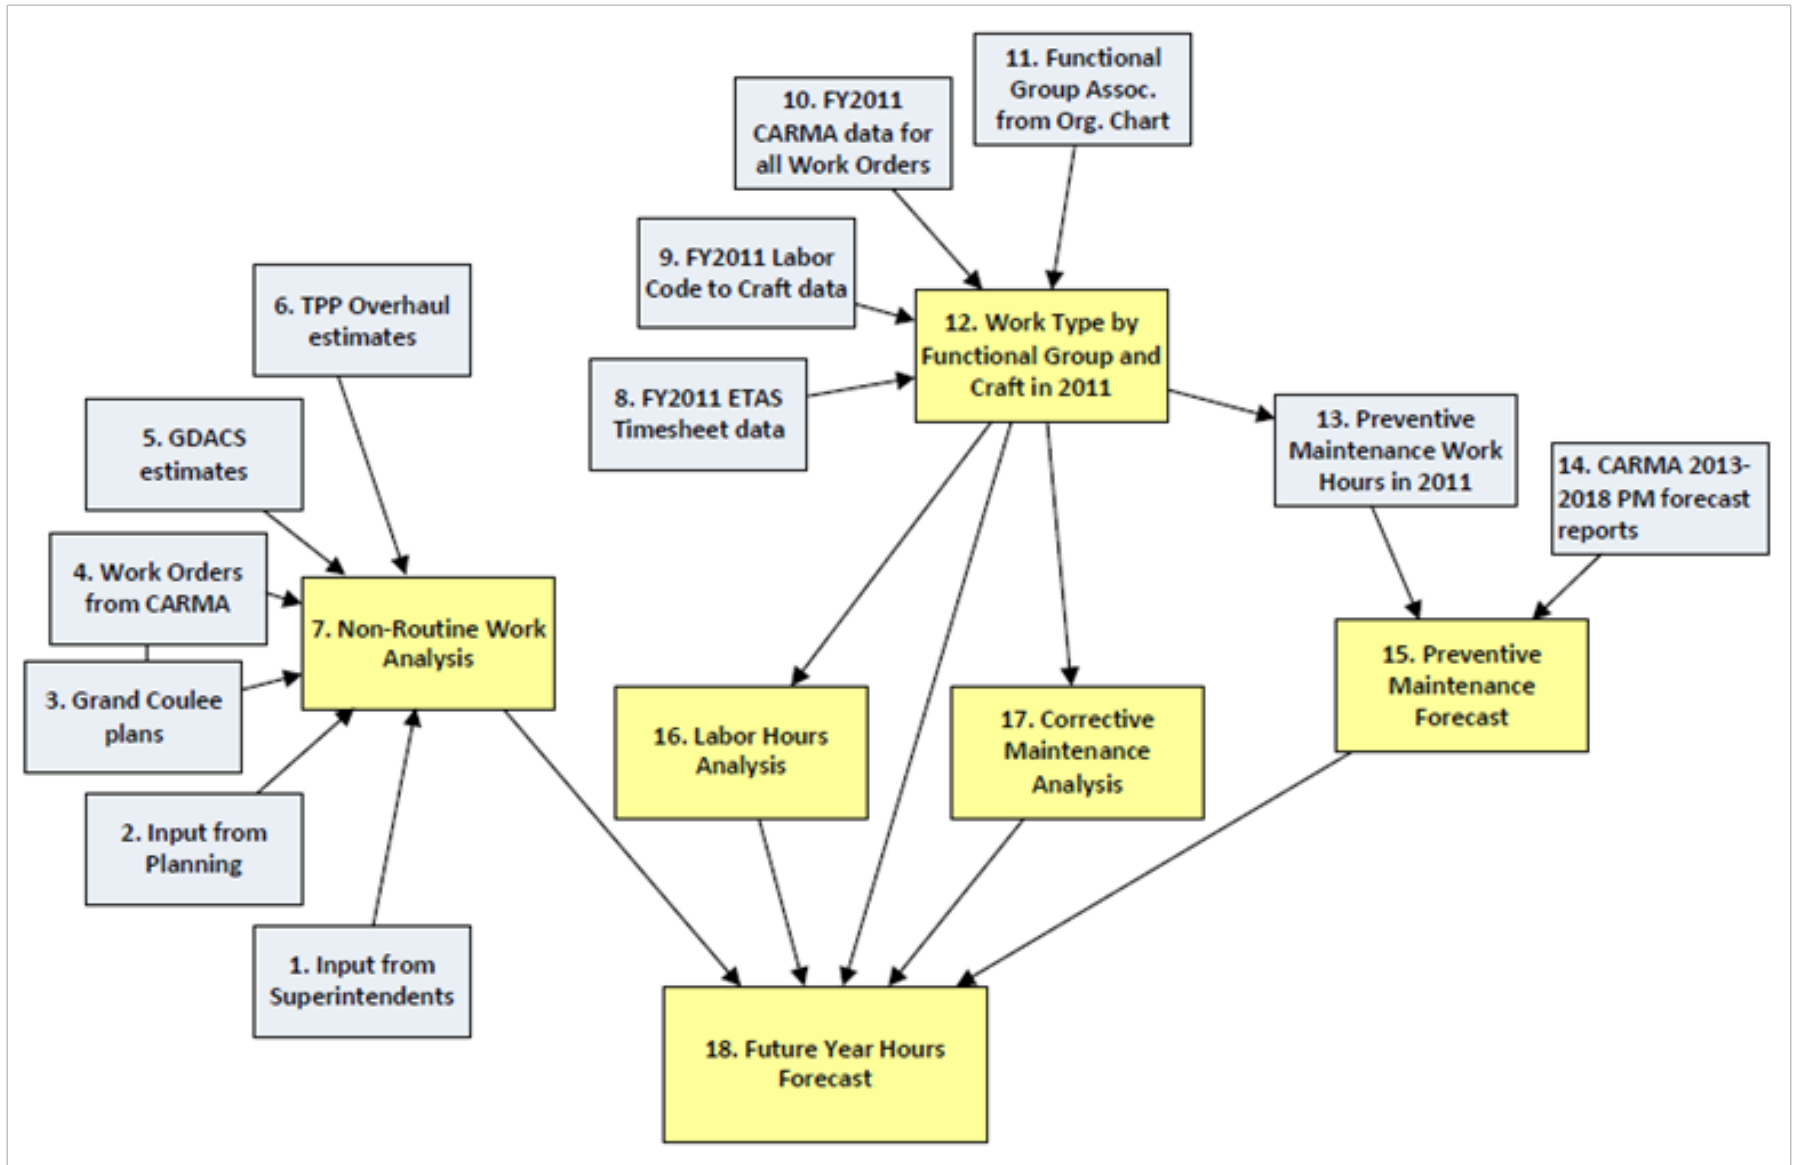 11. Functional
Group Assoc.
from Org. Chart
10. FY2011
CARMA data for
all Work Orders
9. FY2011 Labor
Code to Craft data
6. TPP Overhaul
estimates
12. Work Type by
Functional Group and
Craft in 2011
8. FY2011 ETAS
Timesheet data
13. Preventive
Maintenance Work
Hours in 2011
5. GDACS
estimates
14. CARMA 2013-
2018 PM forecast
reports
4. Work Orders
from CARMA
7. Non-Routine Work
Analysis
15. Preventive
Maintenance
Forecast
3. Grand Coulee
plans
16. Labor Hours
Analysis
17. Corrective
Maintenance
Analysis
2. Input from
Planning
1. Input from
Superintendents
18. Future Year Hours
Forecast